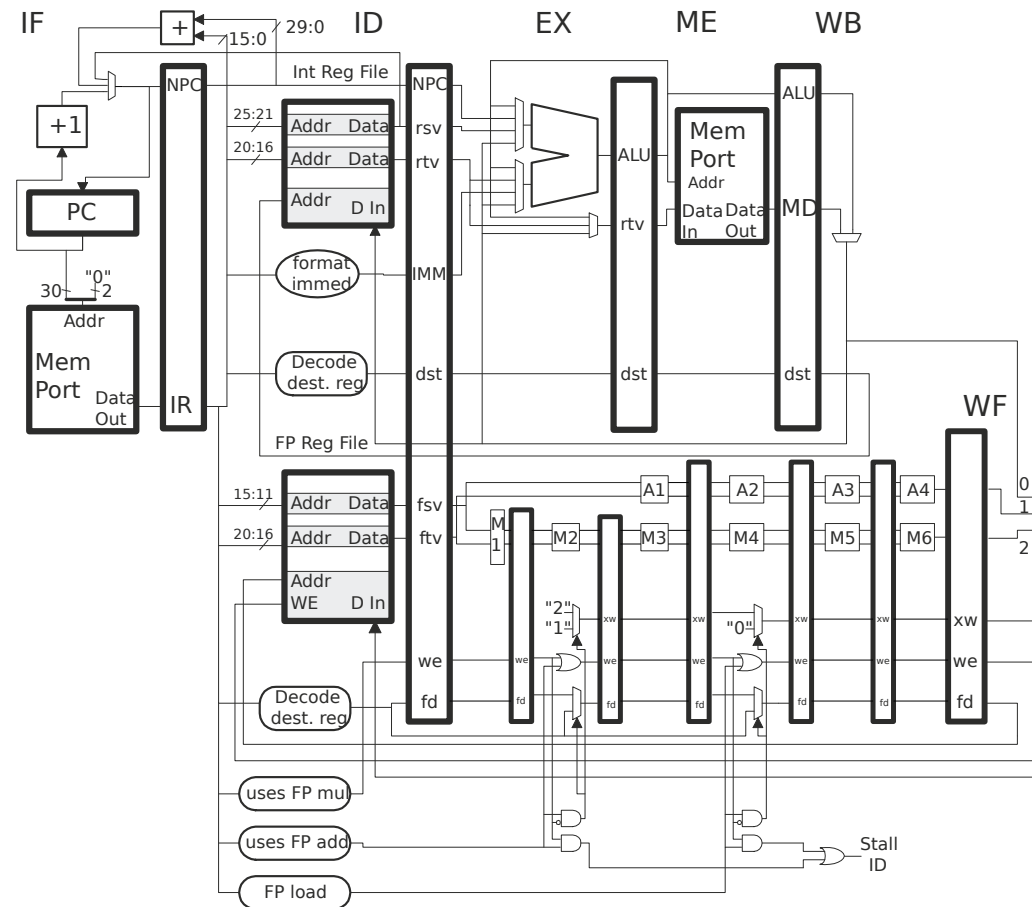 IF ID EX ME WB
+
15:0 29:0
Int Reg File
NPC NPC
+1
25:21 Addr Data rsv
20:16 Addr Data rtv
Addr D In
ALU
ALU
Mem
Port
Addr
Data
In
Data
Out
MD
rtv
PC
format
immed
IMM
"0"
30 2
Addr
Mem
Port
Data
Out
IR
Decode
dest. reg
dst dst dst
WF
FP Reg File
15:11 Addr Data fsv
20:16 Addr Data ftv
Addr
WE D In
A1 A2 A3 A4
0
1
M
1
M2 M3 M4 M5 M6
2
"2"
"1"
xw
"0"
xw xw xw
we we we we we we
Decode
dest. reg
fd fd fd fd fd fd
xw
we
fd
uses FP mul
uses FP add
Stall
ID
FP load